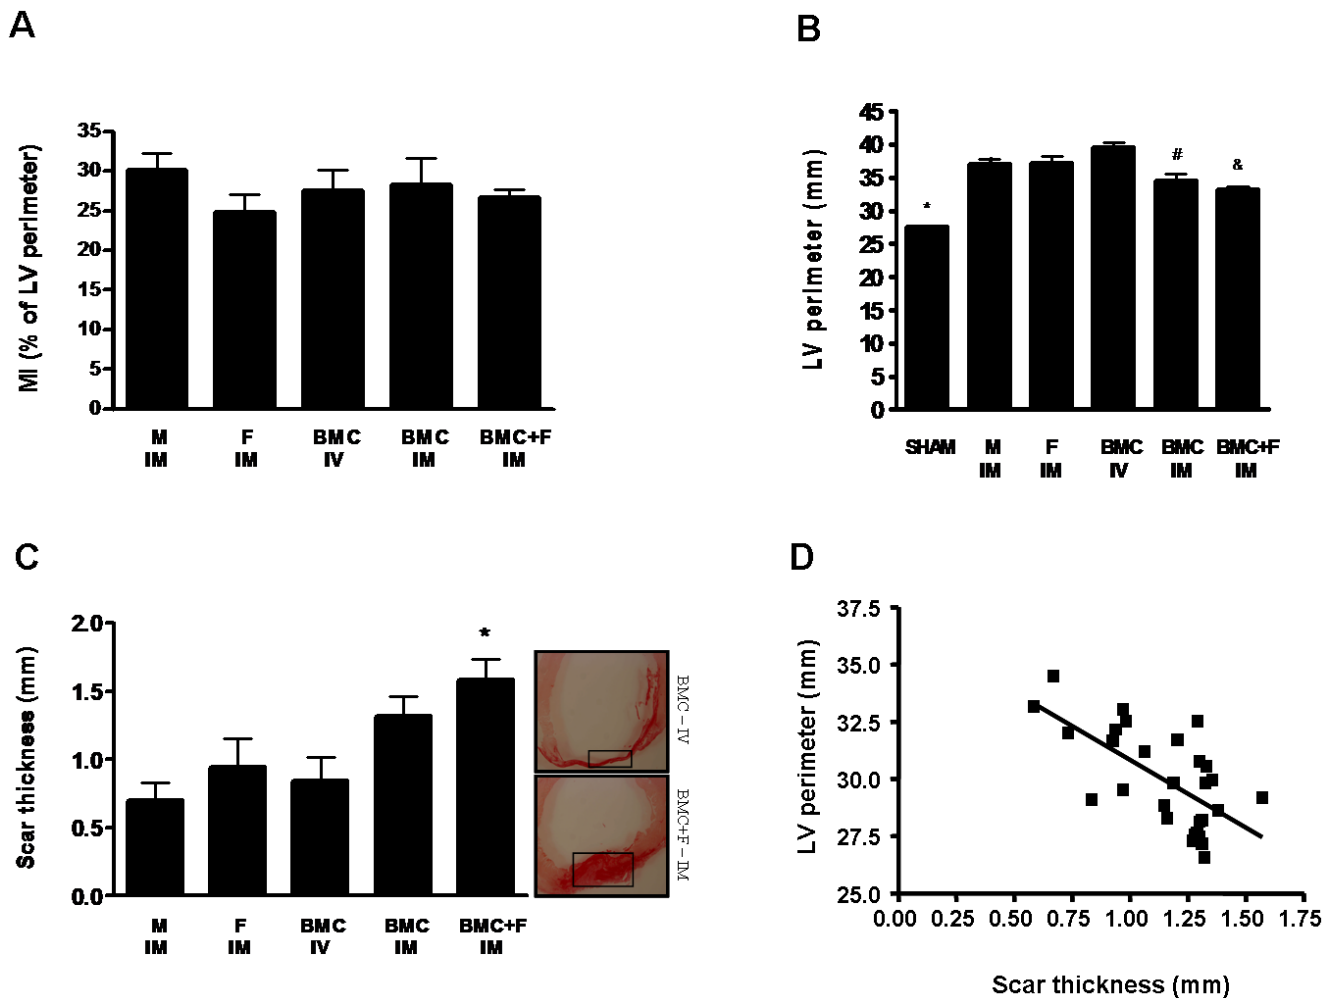 A
MI (% of LV perimeter)
35
30
25
20
15
10
5
0
M F BMC BMC BMC+F
IM IM IV IM IM
B
LV perimeter (mm)
45
40
35
30
25
20
15
10
5
0
*
#
&
SHAM M F BMC BMC BMC+F
IM IM IV IM IM
C
Scar thickness (mm)
2.0
1.5
1.0
0.5
0.0
*
M F BMC BMC BMC+F
IM IM IV IM IM
BMC – IV
BMC+F – IM
D
LV perimeter (mm)
37.5
35.0
32.5
30.0
27.5
25.0
0.00 0.25 0.50 0.75 1.00 1.25 1.50 1.75
Scar thickness (mm)